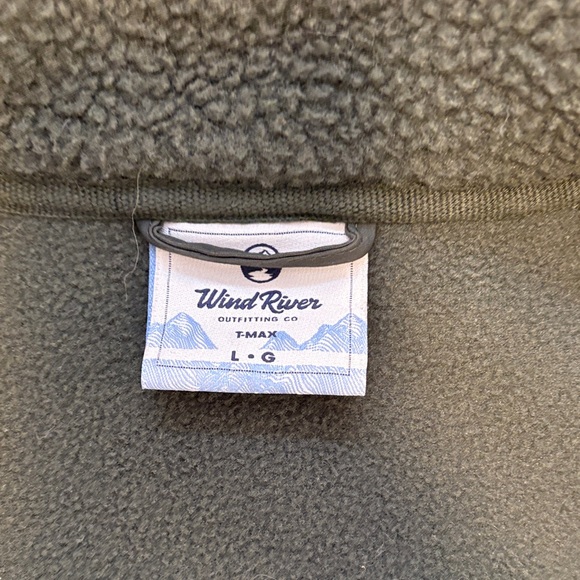 Wind River
OUTFITTING CO
T-MAX
L • G